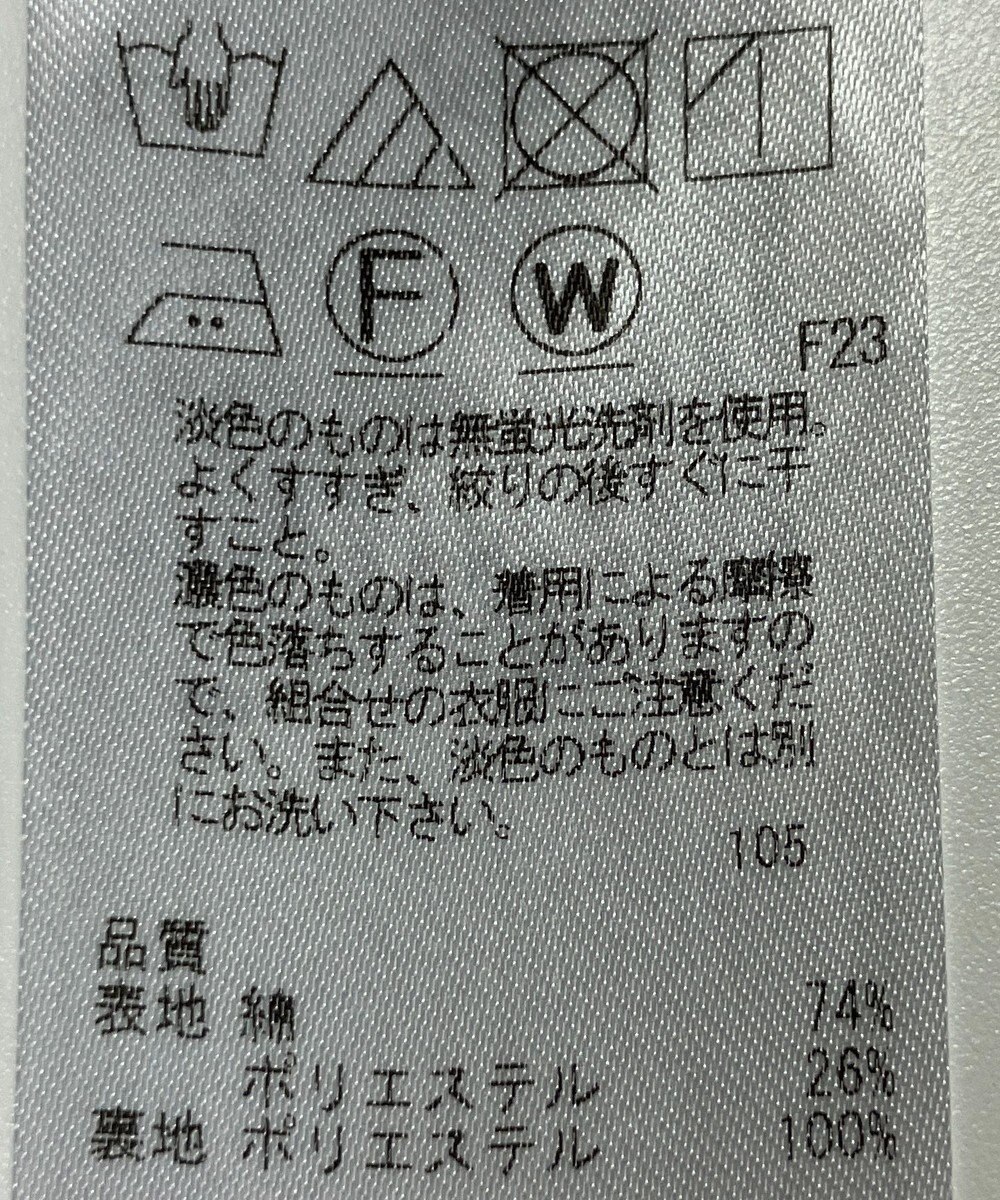 F W
F23
淡色のものは無蛍光洗剤を使用。
よくすすぎ、絞りの後すぐに干
すこと。
濃色のものは、着用による摩擦
で色落ちすることがありますの
で、組合せの衣服にご注意くだ
さい。また、淡色のものとは別
にお洗い下さい。
105
品質
表地 綿 74%
ポリエステル 26%
裏地 ポリエステル 100%